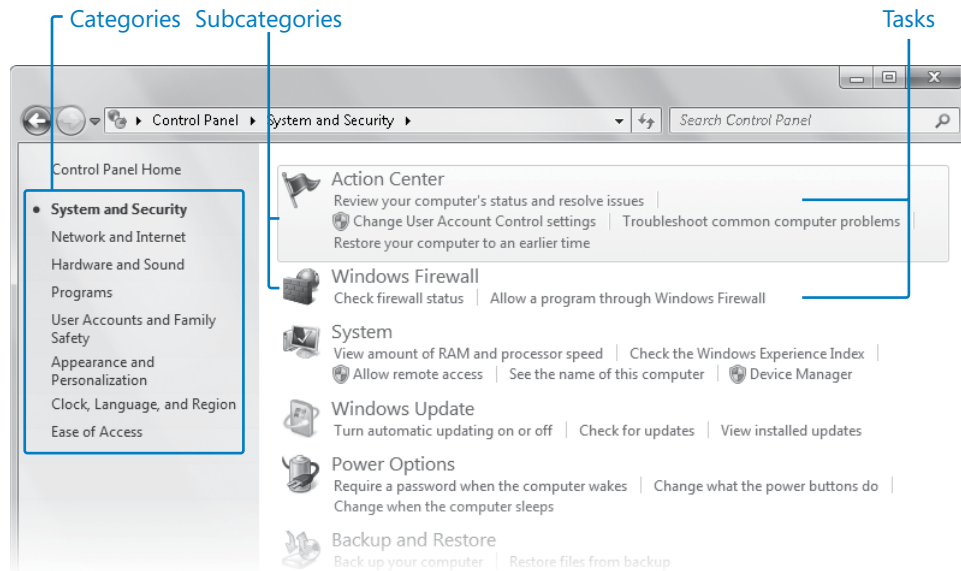 Categories Subcategories Tasks
Control Panel System and Security Search Control Panel
Control Panel Home
System and Security
Network and Internet
Hardware and Sound
Programs
User Accounts and Family
Safety
Appearance and
Personalization
Clock, Language, and Region
Ease of Access
Action Center
Review your computer's status and resolve issues
Change User Account Control settings Troubleshoot common computer problems
Restore your computer to an earlier time
Windows Firewall
Check firewall status Allow a program through Windows Firewall
System
View amount of RAM and processor speed Check the Windows Experience Index
Allow remote access See the name of this computer Device Manager
Windows Update
Turn automatic updating on or off Check for updates View installed updates
Power Options
Require a password when the computer wakes Change what the power buttons do
Change when the computer sleeps
Backup and Restore
Back up your computer Restore files from backup